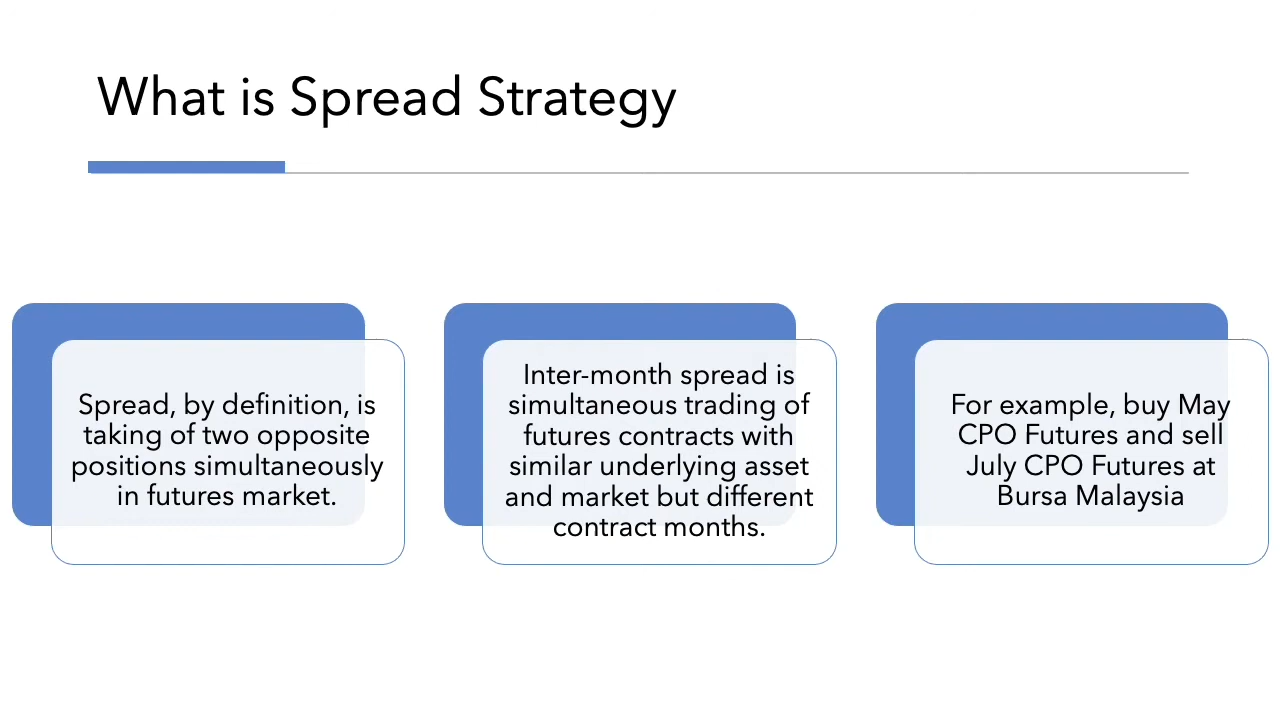 What is Spread Strategy
Spread, by definition, is
taking of two opposite
positions simultaneously
in futures market.
Inter-month spread is
simultaneous trading of
futures contracts with
similar underlying asset
and market but different
contract months.
For example, buy May
CPO Futures and sell
July CPO Futures at
Bursa Malaysia